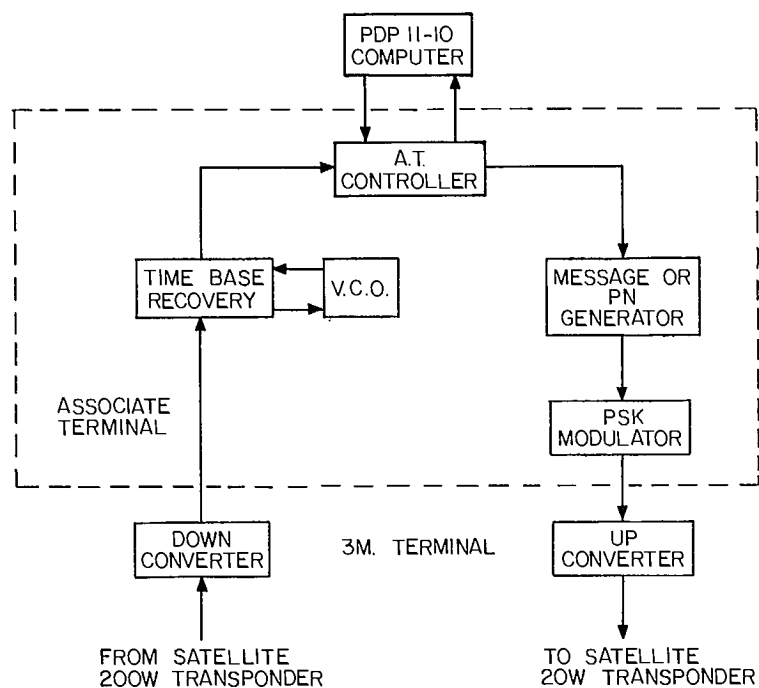 PDP 11-10
COMPUTER
A.T.
CONTROLLER
TIME BASE
RECOVERY
V.C.O.
MESSAGE OR
PN
GENERATOR
ASSOCIATE
TERMINAL
PSK
MODULATOR
DOWN
CONVERTER
3M. TERMINAL
UP
CONVERTER
FROM SATELLITE
200W TRANSPONDER
TO SATELLITE
20W TRANSPONDER